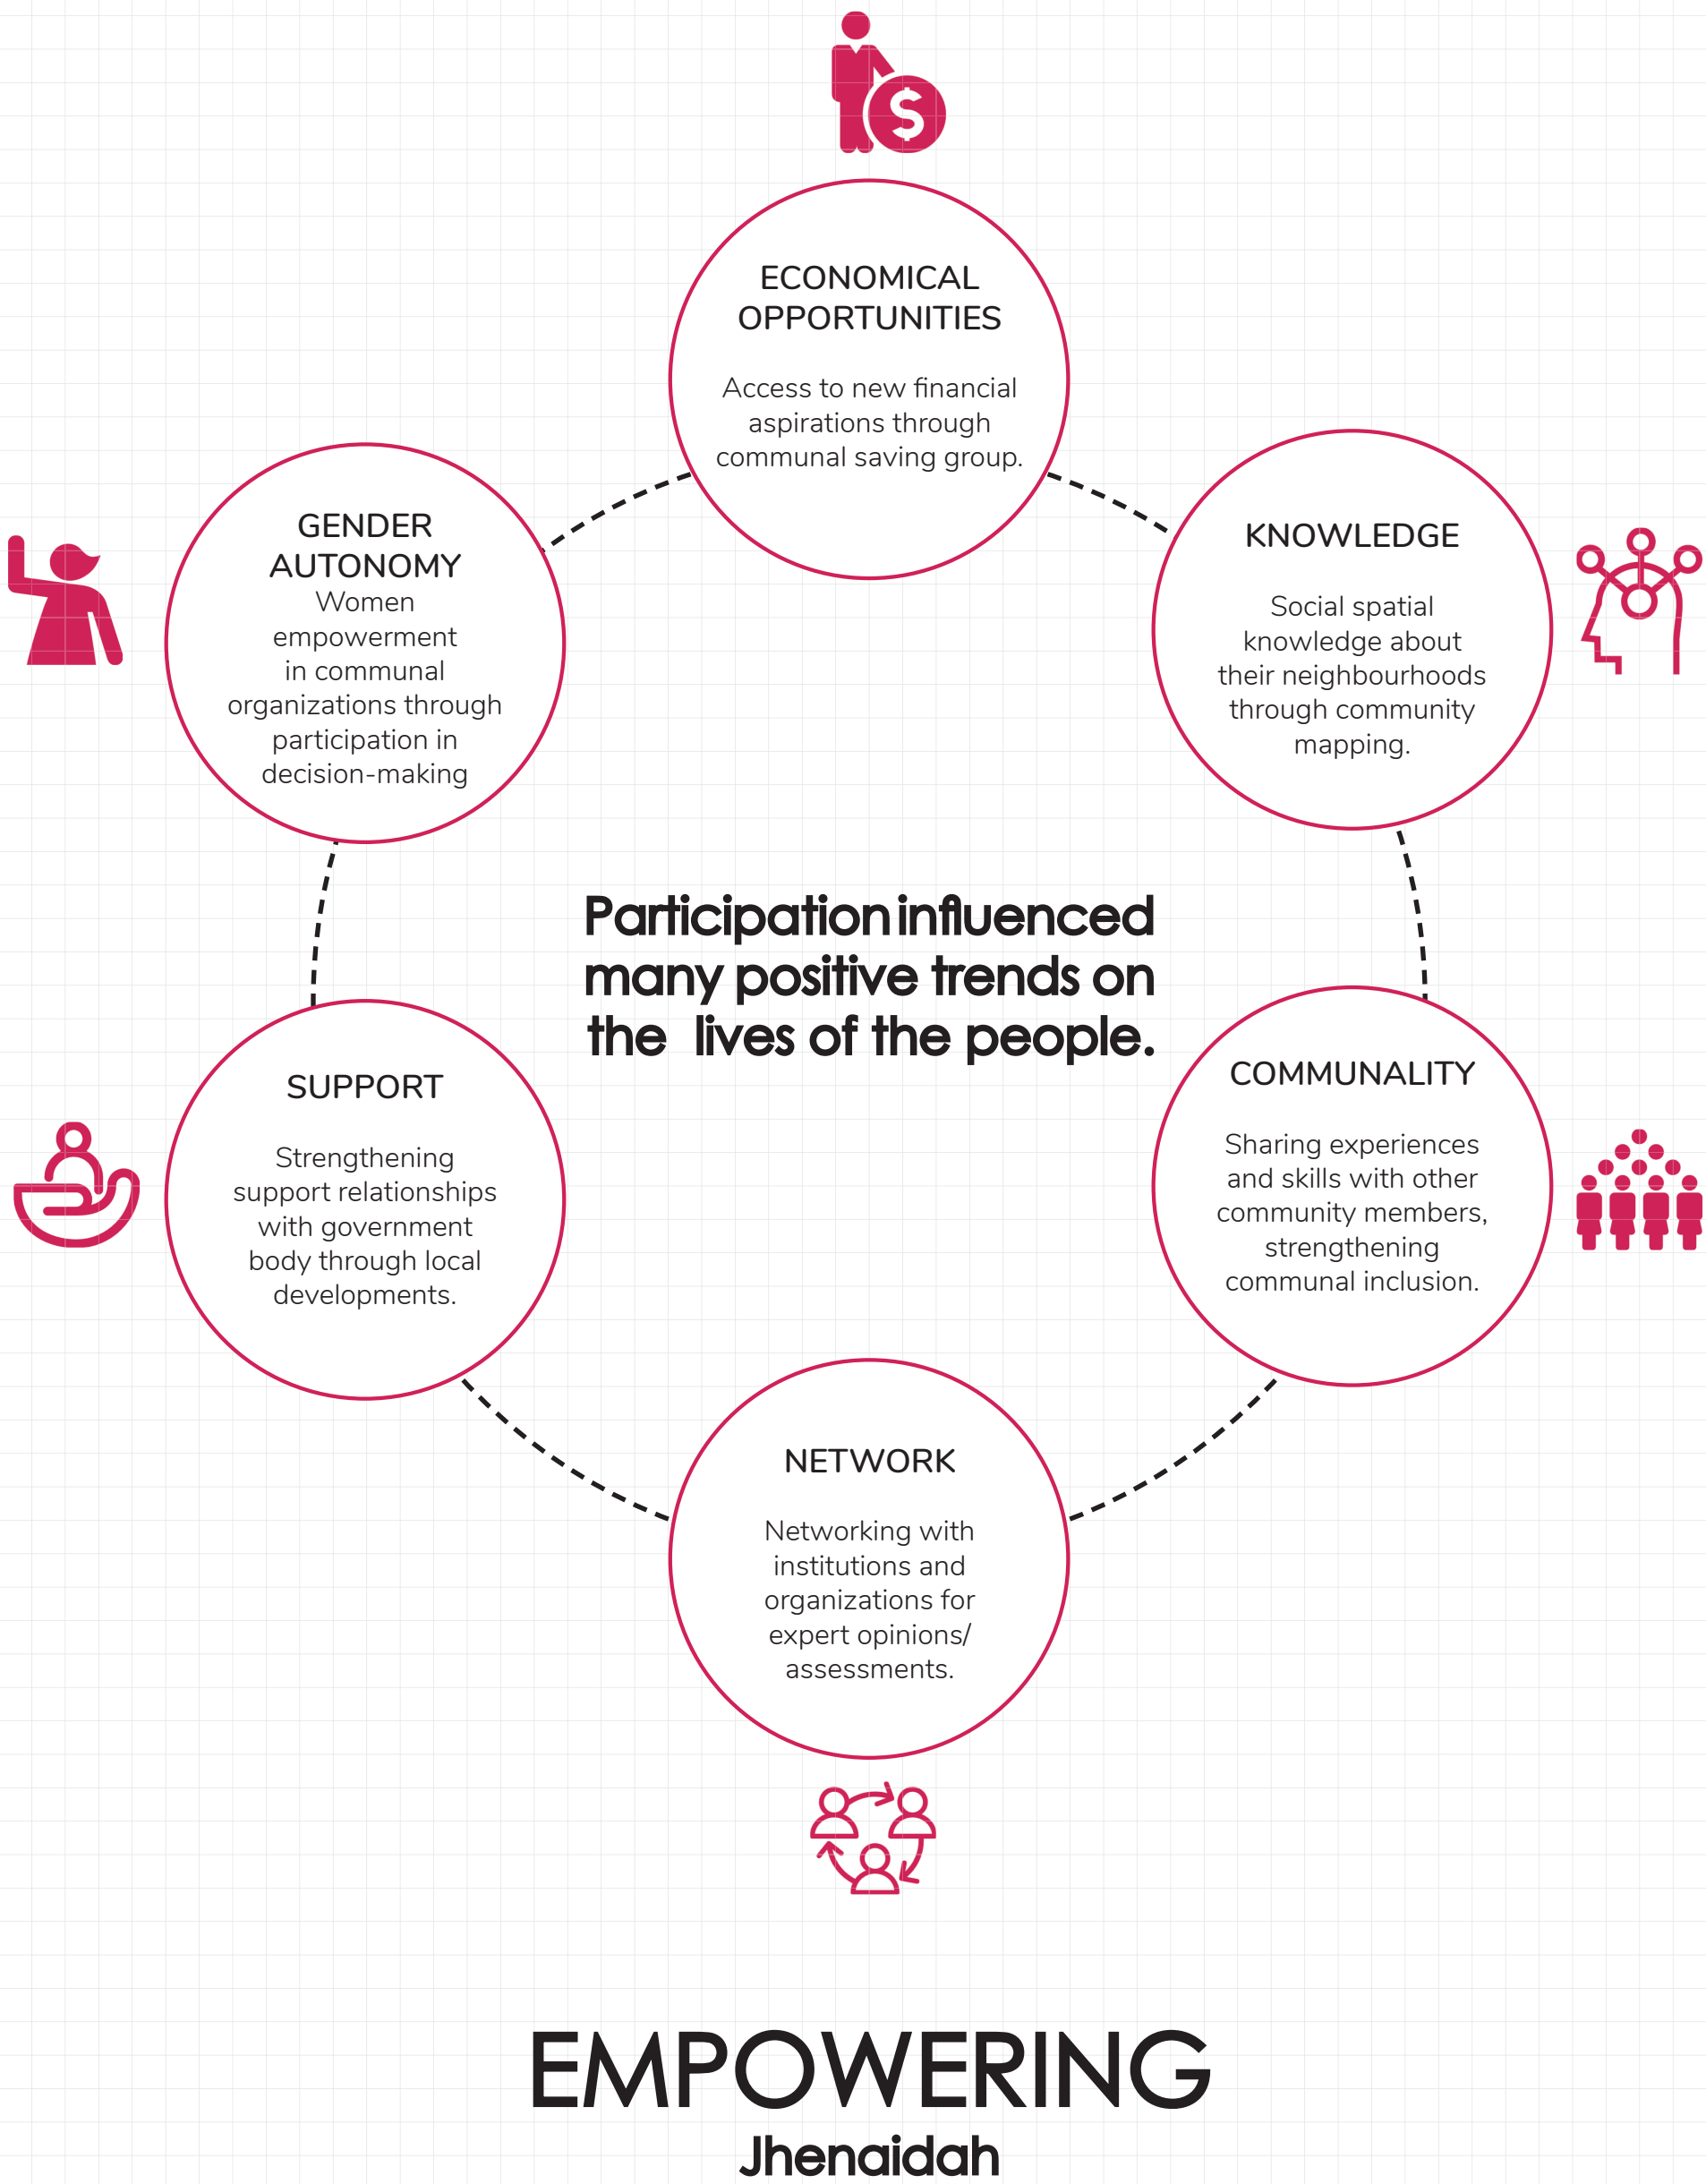 ECONOMICAL
OPPORTUNITIES
Access to new financial
aspirations through
communal saving group.
GENDER
AUTONOMY
Women
empowerment
in communal
organizations through
participation in
decision-making
KNOWLEDGE
Social spatial
knowledge about
their neighbourhoods
through community
mapping.
Participation influenced
many positive trends on
the lives of the people.
SUPPORT
Strengthening
support relationships
with government
body through local
developments.
COMMUNALITY
Sharing experiences
and skills with other
community members,
strengthening
communal inclusion.
NETWORK
Networking with
institutions and
organizations for
expert opinions/
assessments.
EMPOWERING
Jhenaidah